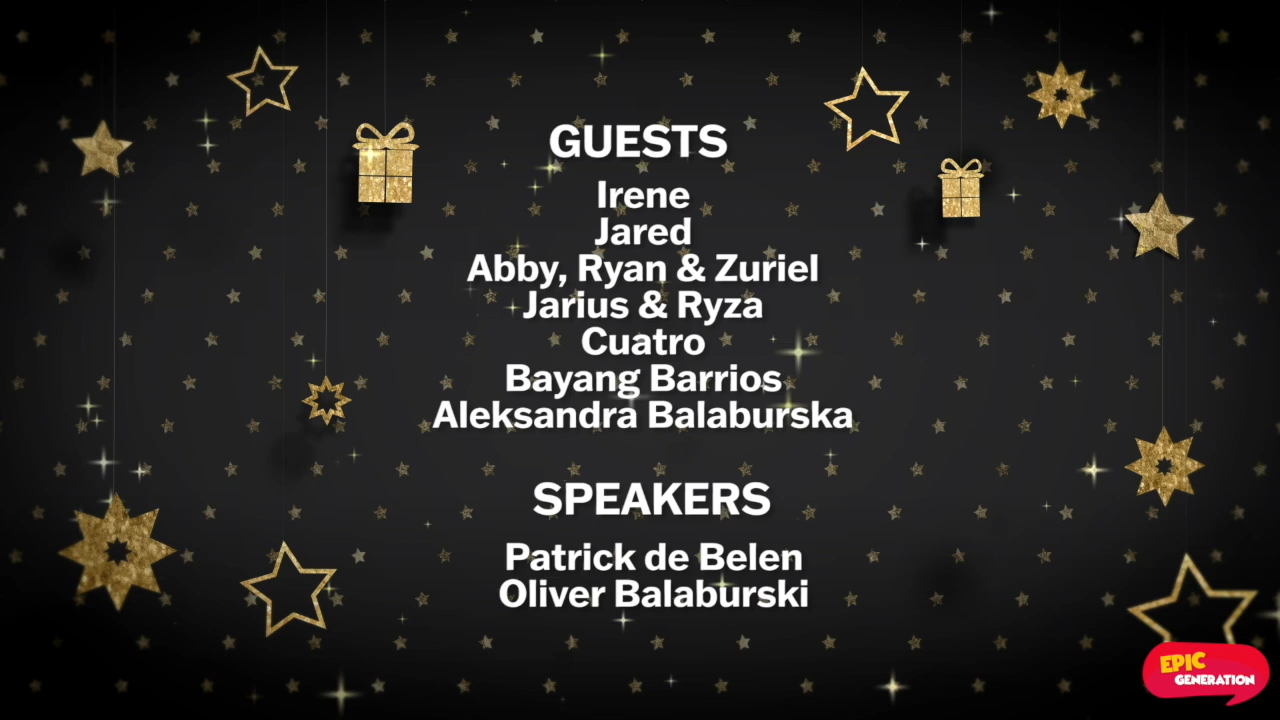 GUESTS
Irene
Jared
Abby, Ryan & Zuriel
Jarius & Ryza
Cuatro
Bayang Barrios
Aleksandra Balaburska
SPEAKERS
Patrick de Belen
Oliver Balaburski
EPIC
GENERATION